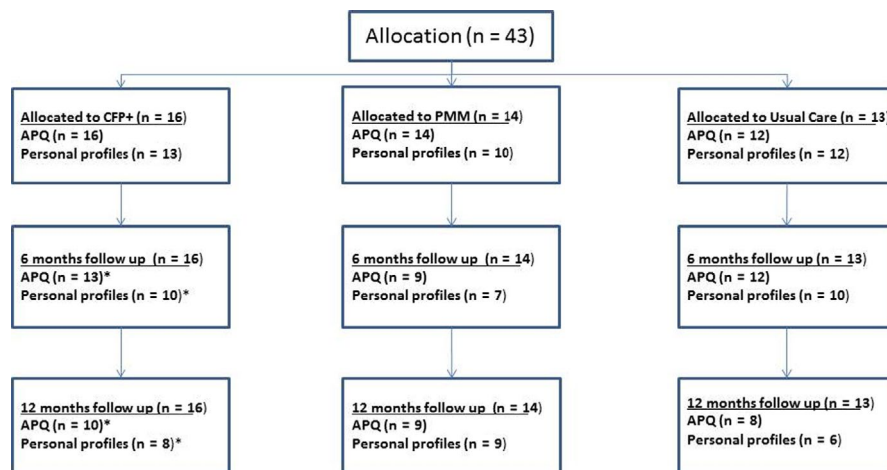 Allocation (n = 43)
Allocated to CFP+ (n = 16)
APQ (n = 16)
Personal profiles (n = 13)
Allocated to PMM (n = 14)
APQ (n = 14)
Personal profiles (n = 10)
Allocated to Usual Care (n = 13)
APQ (n = 12)
Personal profiles (n = 12)
6 months follow up (n = 16)
APQ (n = 13)*
Personal profiles (n = 10)*
6 months follow up (n = 14)
APQ (n = 9)
Personal profiles (n = 7)
6 months follow up (n = 13)
APQ (n = 12)
Personal profiles (n = 10)
12 months follow up (n = 16)
APQ (n = 10)*
Personal profiles (n = 8)*
12 months follow up (n = 14)
APQ (n = 9)
Personal profiles (n = 9)
12 months follow up (n = 13)
APQ (n = 8)
Personal profiles (n = 6)